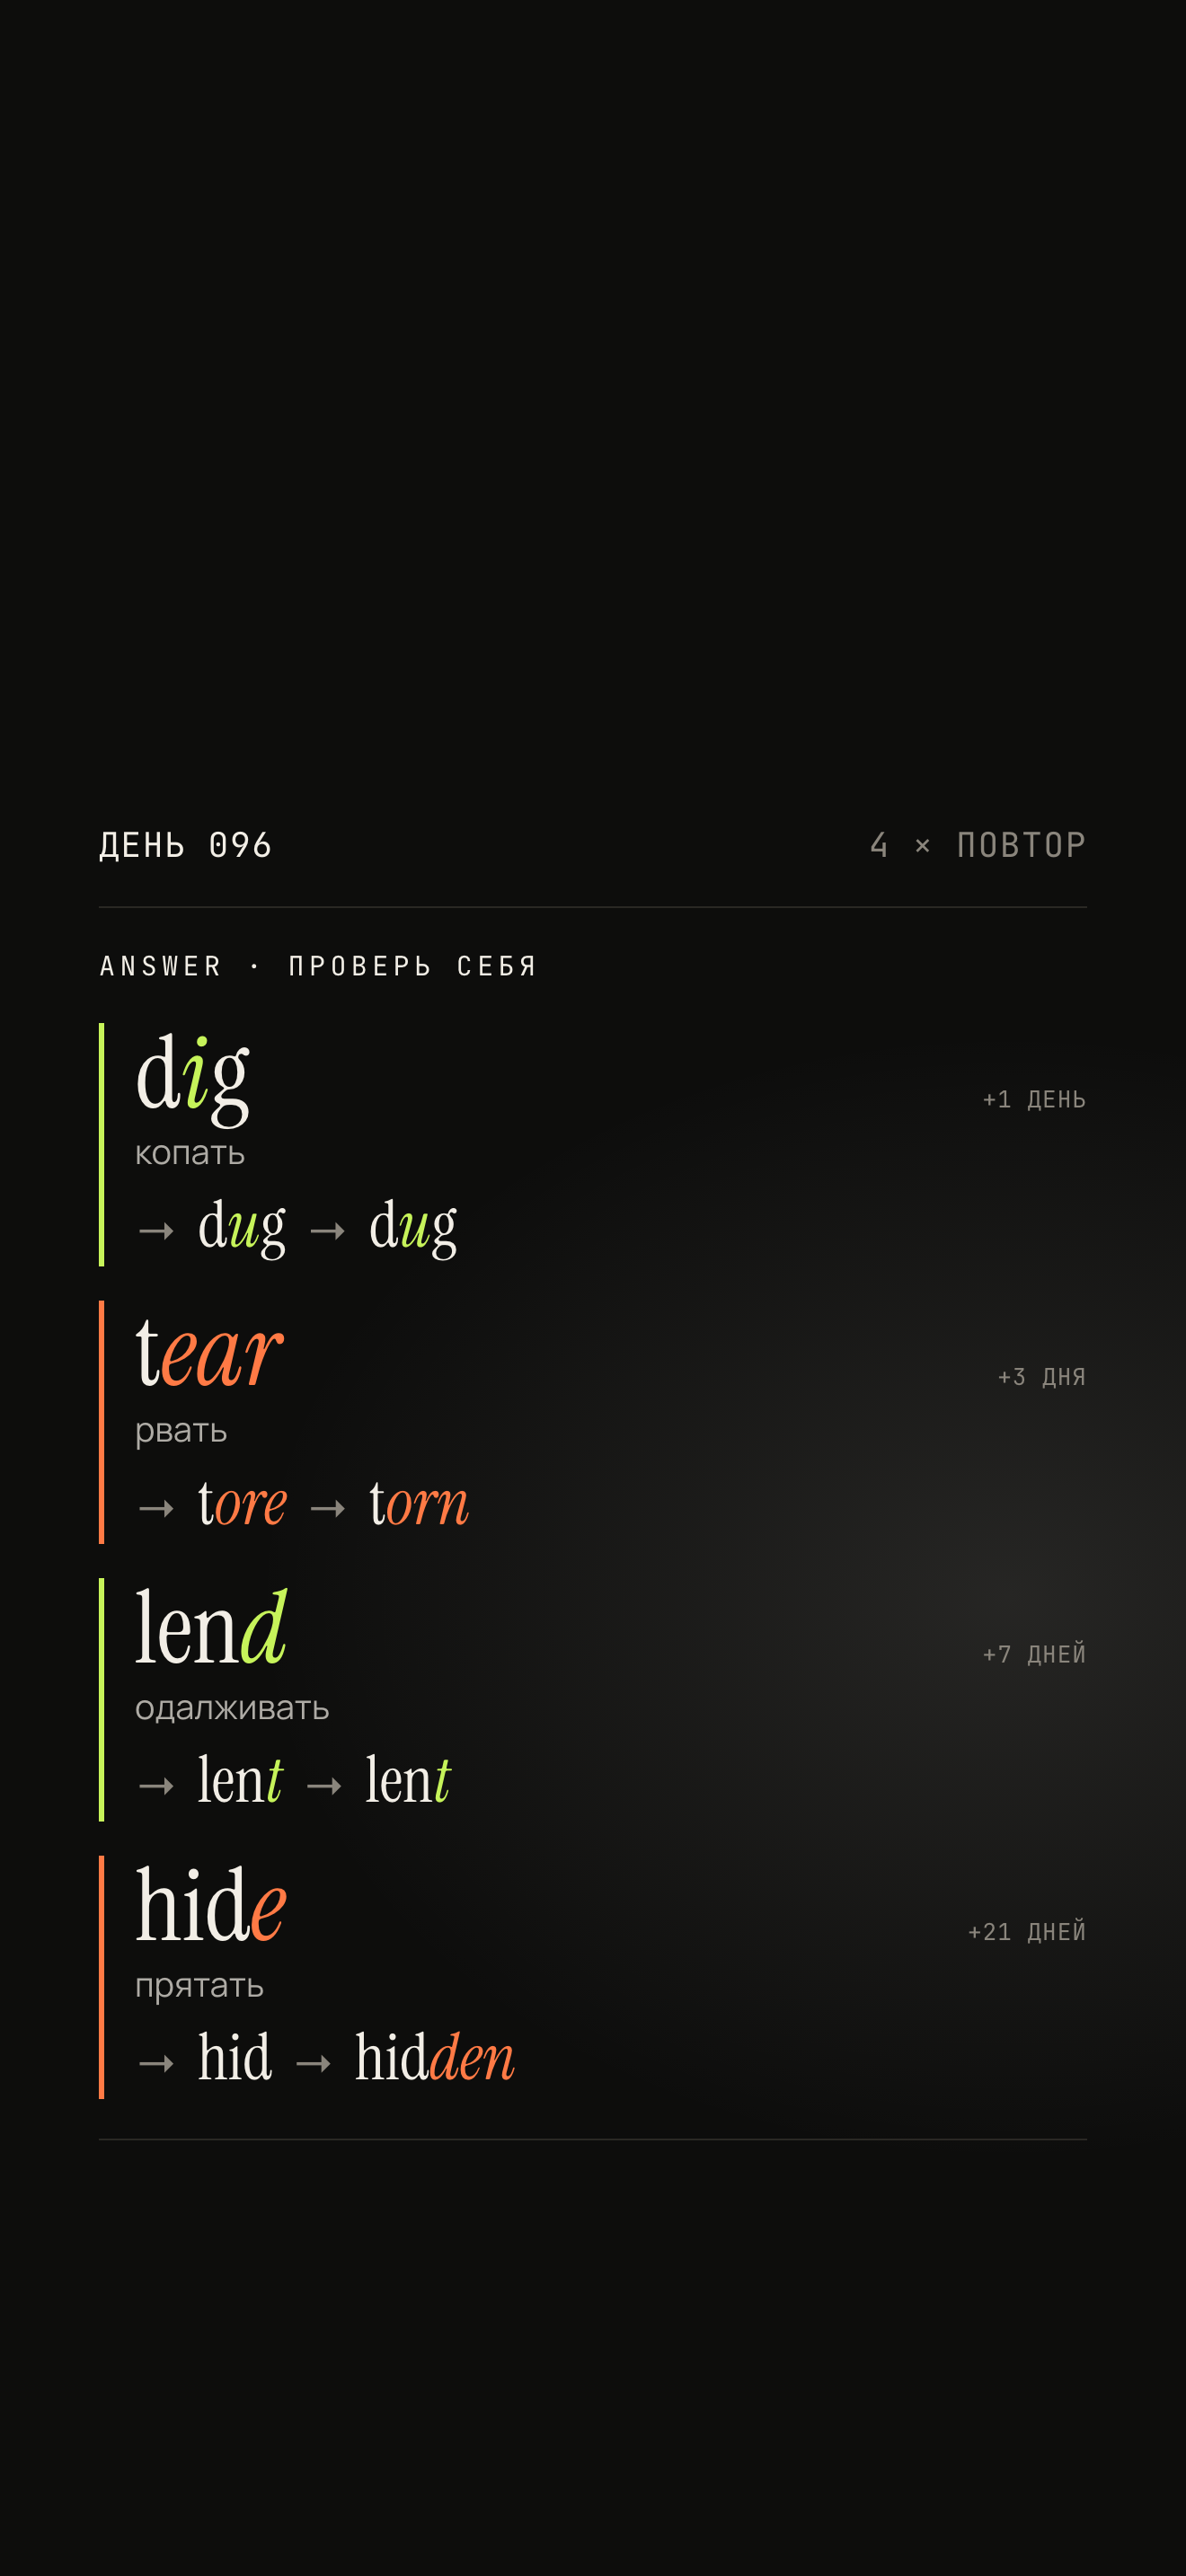 ДЕНЬ 096
4 × ПОВТОР
ANSWER · ПРОВЕРЬ СЕБЯ
dig
+1 ДЕНЬ
копать
→ dug → dug
tear
+3 ДНЯ
рвать
→ tore → torn
lend
+7 ДНЕЙ
одалживать
→ lent → lent
hide
+21 ДНЕЙ
прятать
→ hid → hidden